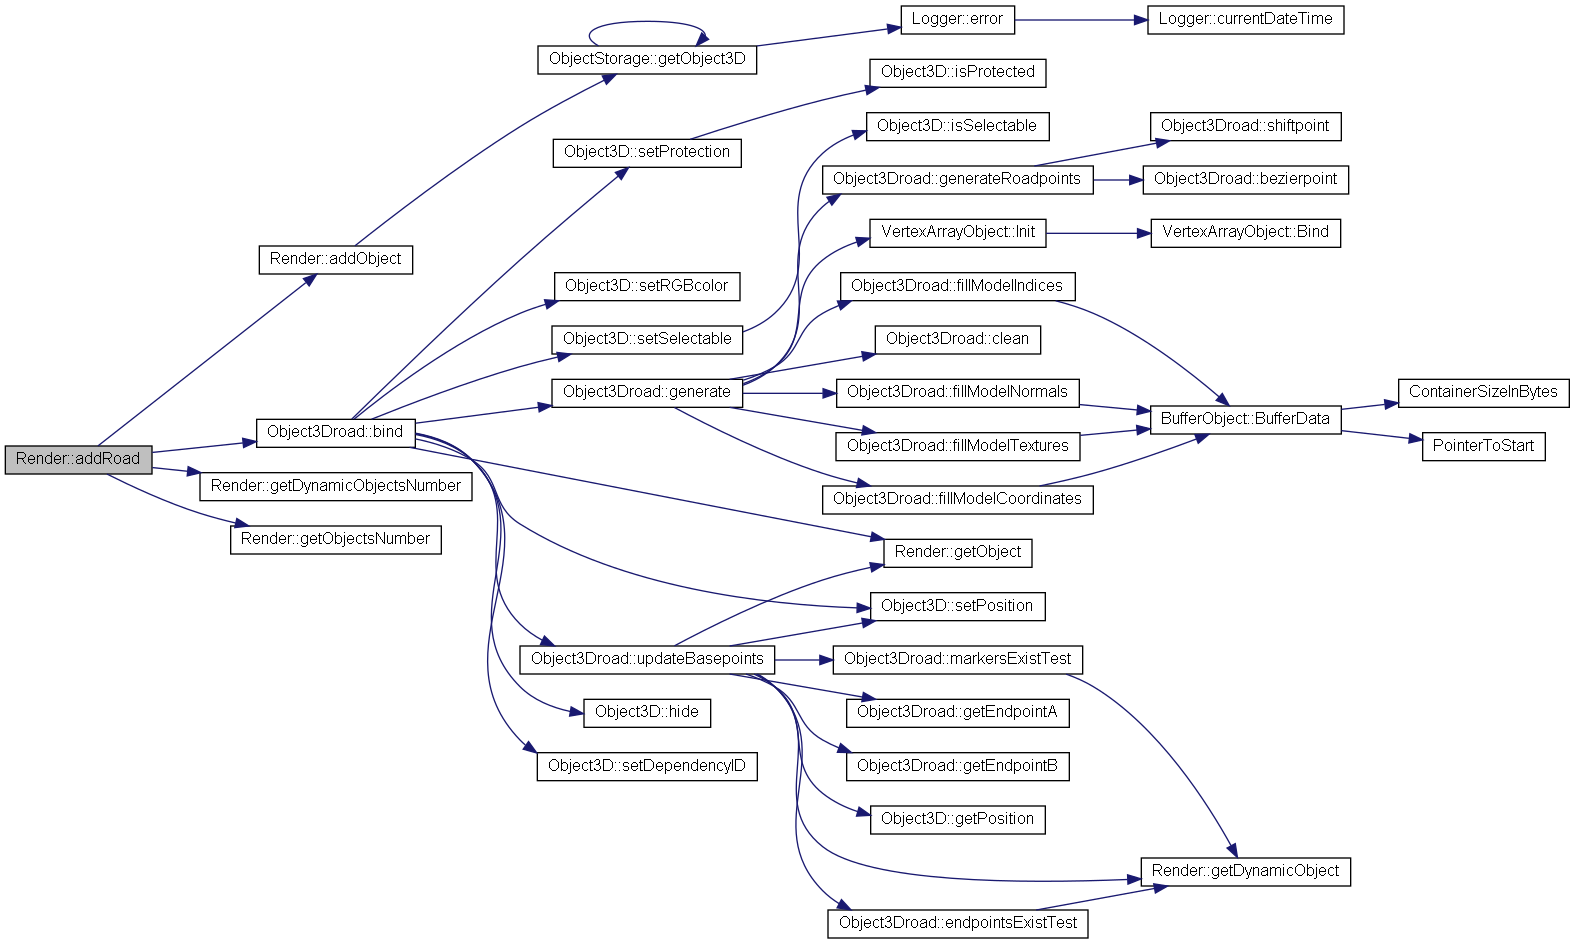 Logger::error
Logger::currentDateTime
ObjectStorage::getObject3D
Object3D::isProtected
Object3D::isSelectable
Object3Droad::shiftpoint
Object3D::setProtection
Object3Droad::generateRoadpoints
Object3Droad::bezierpoint
VertexArrayObject::Init
VertexArrayObject::Bind
Render::addObject
Object3D::setRGBcolor
Object3Droad::fillModelIndices
Object3D::setSelectable
Object3Droad::clean
Object3Droad::generate
Object3Droad::fillModelNormals
ContainerSizeInBytes
BufferObject::BufferData
Object3Droad::bind
Object3Droad::fillModelTextures
PointerToStart
Render::addRoad
Render::getDynamicObjectsNumber
Object3Droad::fillModelCoordinates
Render::getObjectsNumber
Render::getObject
Object3D::setPosition
Object3Droad::updateBasepoints
Object3Droad::markersExistTest
Object3D::hide
Object3Droad::getEndpointA
Object3D::setDependencyID
Object3Droad::getEndpointB
Object3D::getPosition
Render::getDynamicObject
Object3Droad::endpointsExistTest